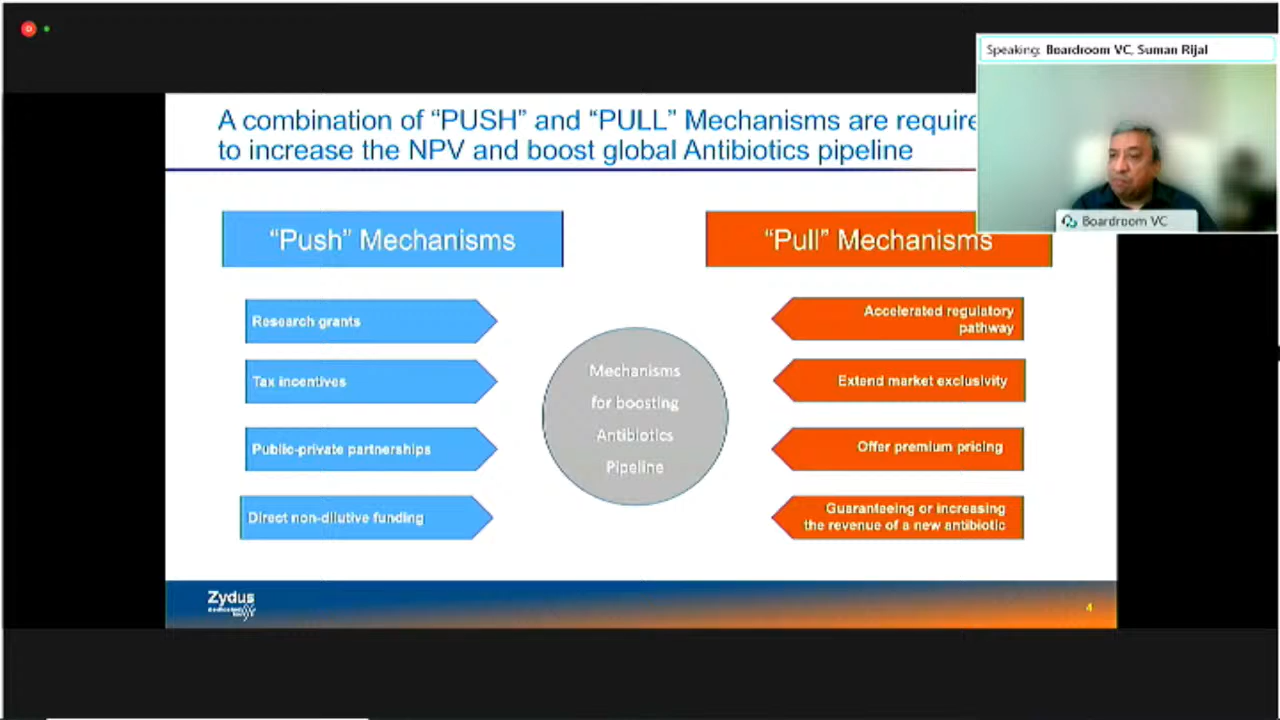 Speaking: Boardroom VC, Suman Rijal
A combination of “PUSH” and “PULL” Mechanisms are require
to increase the NPV and boost global Antibiotics pipeline
“Push” Mechanisms
“Pull” Mechanisms
Boardroom VC
Research grants
Tax incentives
Public-private partnerships
Direct non-dilutive funding
Mechanisms
for boosting
Antibiotics
Pipeline
Accelerated regulatory
pathway
Extend market exclusivity
Offer premium pricing
Guaranteeing or increasing
the revenue of a new antibiotic
Zydus
4